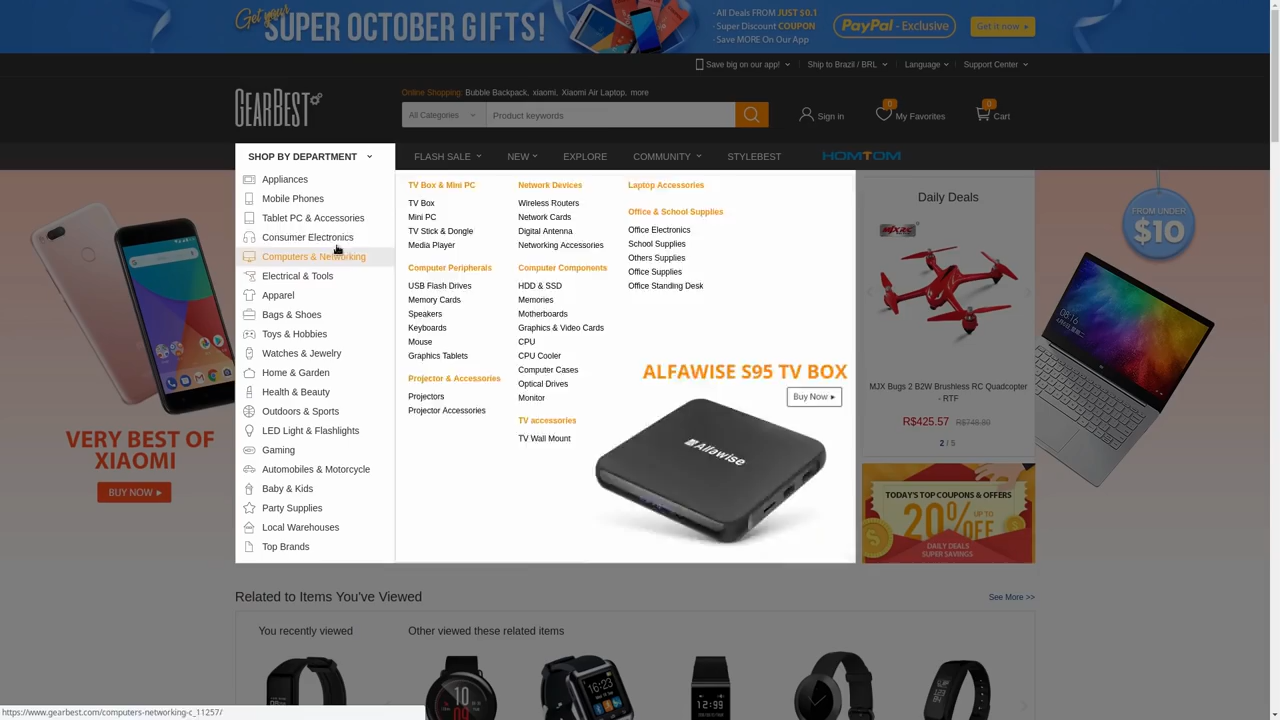 Get your
SUPER OCTOBER GIFTS!
- All Deals FROM JUST $0.1
- Super Discount COUPON
- Save MORE On Our App
PayPal - Exclusive
Get it now ▸
Save big on our app!
Ship to Brazil / BRL
Language
Support Center
GEARBEST
Online Shopping: Bubble Backpack, xiaomi, Xiaomi Air Laptop, more
All Categories
Product keywords
Sign in
0
My Favorites
0
Cart
SHOP BY DEPARTMENT
FLASH SALE
NEW
EXPLORE
COMMUNITY
STYLEBEST
HOMTOM
Appliances
Mobile Phones
Tablet PC & Accessories
Consumer Electronics
Computers & Networking
Electrical & Tools
Apparel
Bags & Shoes
Toys & Hobbies
Watches & Jewelry
Home & Garden
Health & Beauty
Outdoors & Sports
LED Light & Flashlights
Gaming
Automobiles & Motorcycle
Baby & Kids
Party Supplies
Local Warehouses
Top Brands
TV Box & Mini PC
TV Box
Mini PC
TV Stick & Dongle
Media Player
Computer Peripherals
USB Flash Drives
Memory Cards
Speakers
Keyboards
Mouse
Graphics Tablets
Projector & Accessories
Projectors
Projector Accessories
Network Devices
Wireless Routers
Network Cards
Digital Antenna
Networking Accessories
Computer Components
HDD & SSD
Memories
Motherboards
Graphics & Video Cards
CPU
CPU Cooler
Computer Cases
Optical Drives
Monitor
TV accessories
TV Wall Mount
Laptop Accessories
Office & School Supplies
Office Electronics
School Supplies
Others Supplies
Office Supplies
Office Standing Desk
ALFAWISE S95 TV BOX
Buy Now ▸
Alfawise
VERY BEST OF
XIAOMI
BUY NOW ▸
Daily Deals
MJX R/C
MJX Bugs 2 B2W Brushless RC Quadcopter
- RTF
R$425.57 R$748.80
2 / 5
TODAY'S TOP COUPONS & OFFERS
20% UP TO
OFF
DAILY DEALS
SUPER SAVINGS
FROM UNDER
$10
08:16
Related to Items You've Viewed
See More >>
You recently viewed
Other viewed these related items
10
09
16:23
09:28
https://www.gearbest.com/computers-networking-c_11257/